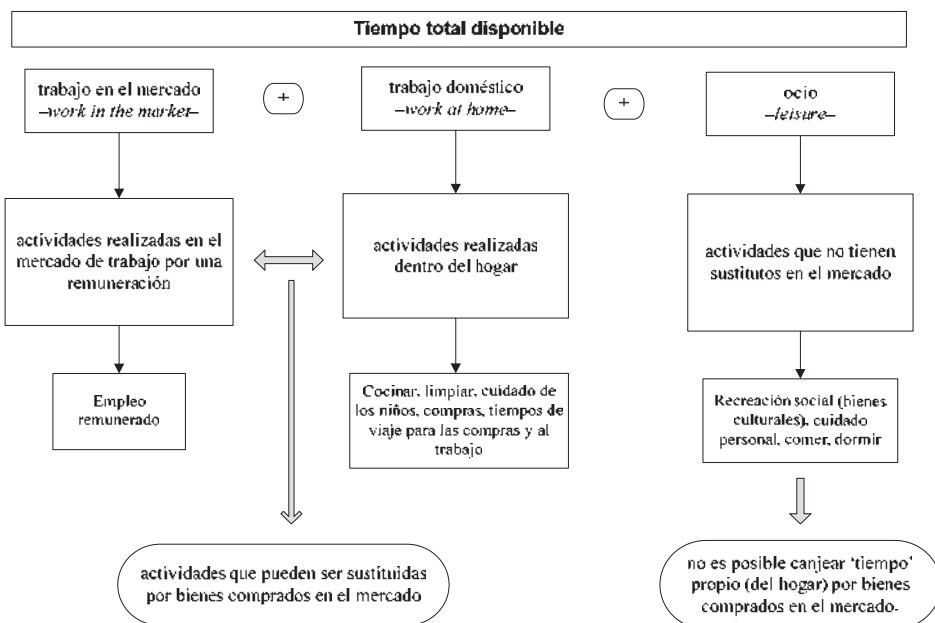 Tiempo total disponible
trabajo en el mercado
–work in the market–
+
trabajo doméstico
–work at home–
+
ocio
–leisure–
actividades realizadas en el
mercado de trabajo por una
remuneración
actividades realizadas
dentro del hogar
actividades que no tienen
sustitutos en el mercado
Empleo
remunerado
Cocinar, limpiar, cuidado de
los niños, compras, tiempos de
viaje para las compras y al
trabajo
Recreación social (bienes
culturales), cuidado
personal, comer, dormir
actividades que pueden ser sustituidas
por bienes comprados en el mercado
no es posible canjear ‘tiempo’
propio (del hogar) por bienes
comprados en el mercado.